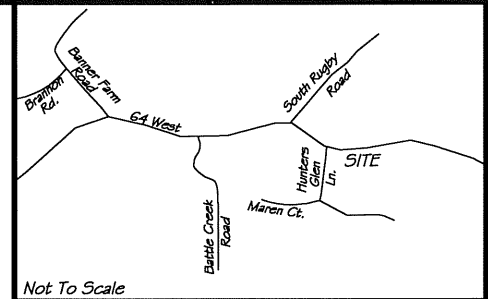 Banner Farm
Road
Brannon
Rd.
64 West
South Rugby
Road
SITE
Hunters
Glen
Ln.
Maren Ct.
Battle Creek
Road
Not To Scale